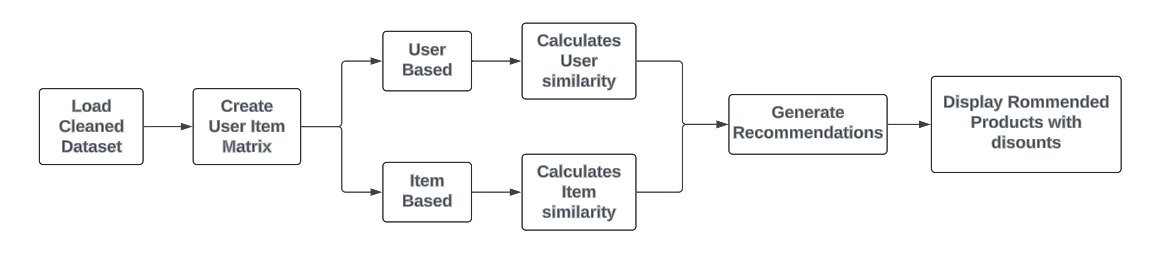 Load
Cleaned
Dataset
Create
User Item
Matrix
User
Based
Calculates
User
similarity
Item
Based
Calculates
Item
similarity
Generate
Recommendations
Display Rommended
Products with
disounts